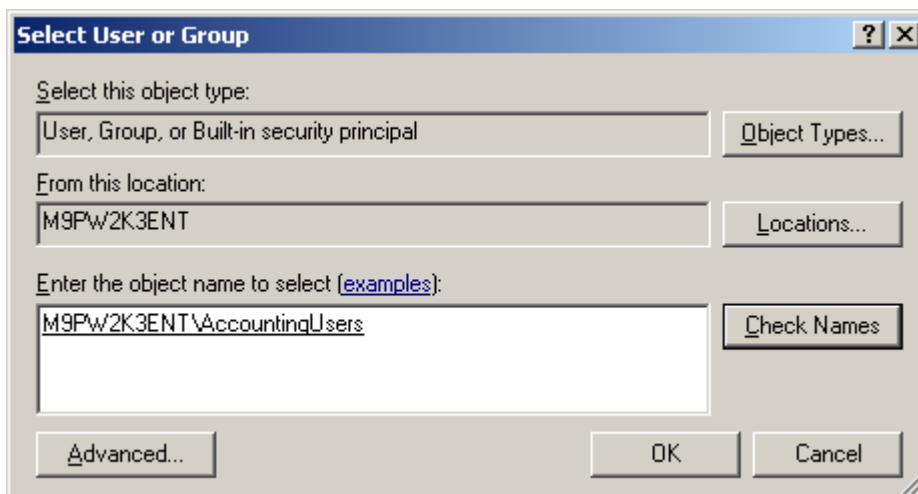 Select User or Group
Select this object type:
User, Group, or Built-in security principal
Object Types...
From this location:
M9PW2K3ENT
Locations...
Enter the object name to select (examples):
M9PW2K3ENT\AccountingUsers
Check Names
Advanced...
OK
Cancel